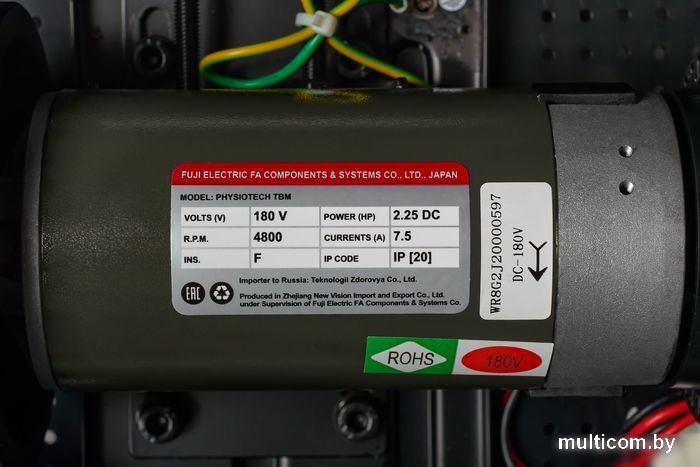 FUJI ELECTRIC FA COMPONENTS & SYSTEMS CO., LTD., JAPAN
MODEL: PHYSIOTECH TBM
VOLTS (V) 180 V POWER (HP) 2.25 DC
R.P.M. 4800 CURRENTS (A) 7.5
INS. F IP CODE IP [20]
Importer to Russia: Teknologii Zdorovya Co., Ltd.
EAC
Produced in Zhejiang New Vision Import and Export Co., Ltd.
under Supervision of Fuji Electric FA Components & Systems Co.
WR8G2J20000597
DC-180V
ROHS
180V
multicom.by